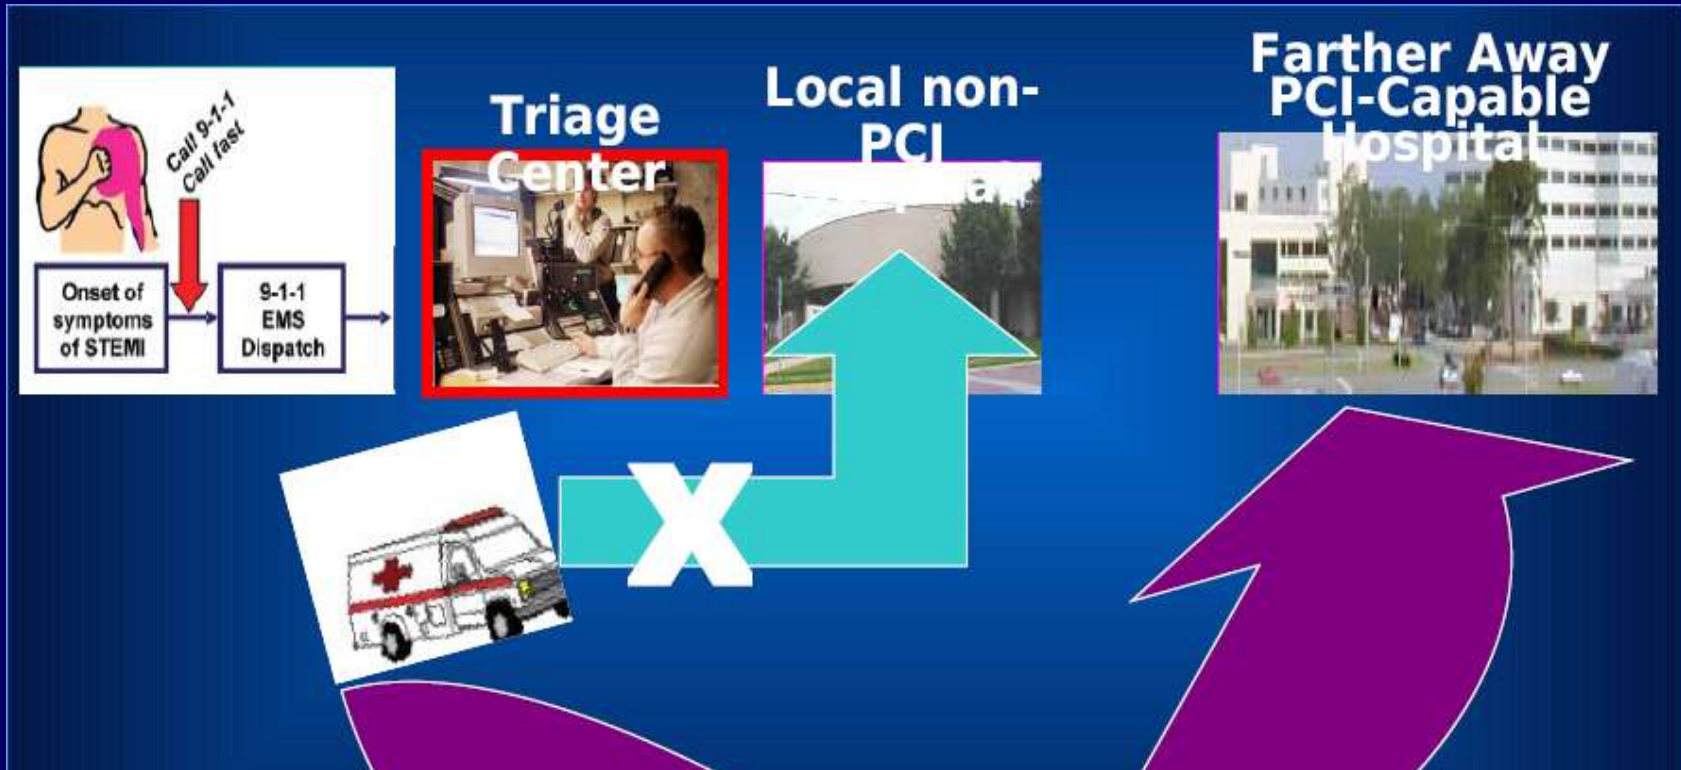 Call 9-1-1
Call fast
Onset of
symptoms
of STEMI
9-1-1
EMS
Dispatch
Triage
Center
Local non-
PCI
Farther Away
PCI-Capable
Hospital
X